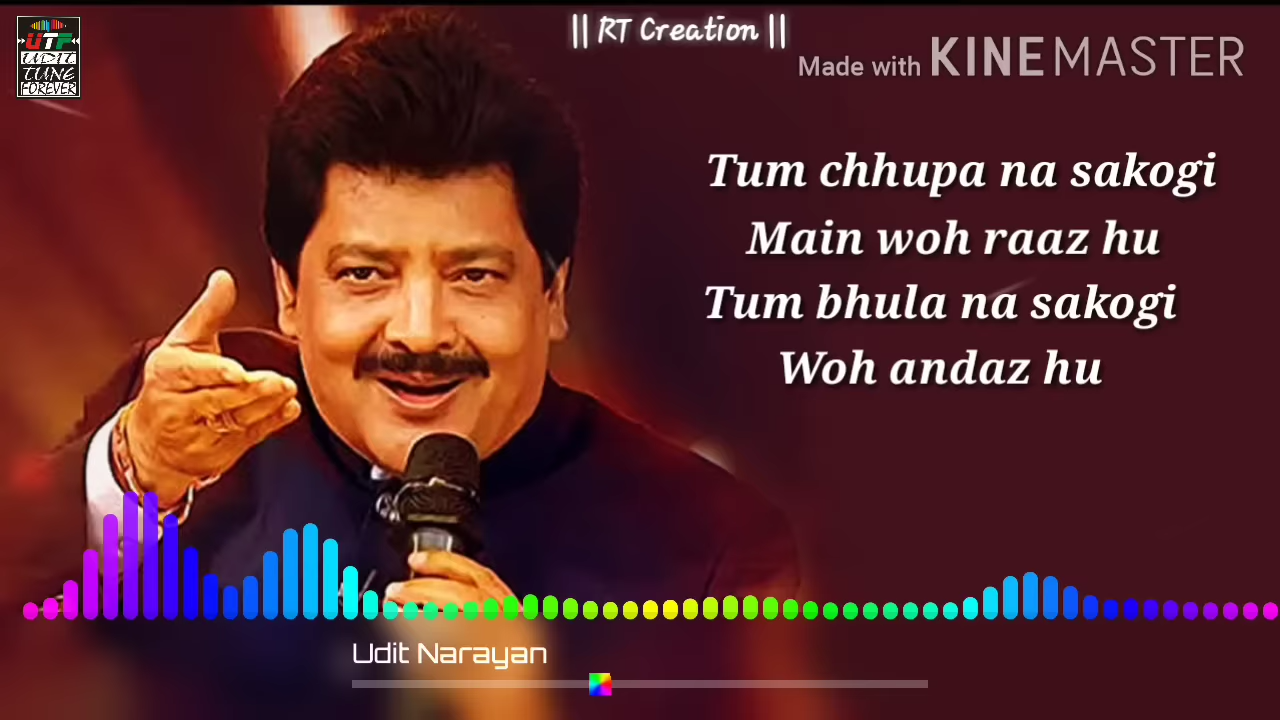 || RT Creation ||
UTF
UDIT
TUNE
FOREVER
Made with KINEMASTER
Tum chhupa na sakogi
Main woh raaz hu
Tum bhula na sakogi
Woh andaz hu
Udit Narayan